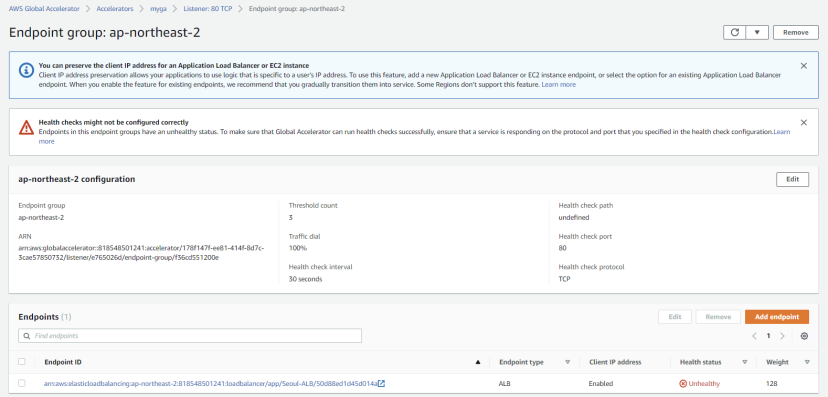 AWS Global Accelerator > Accelerators > myga > Listener: 80 TCP > Endpoint group: ap-northeast-2
Endpoint group: ap-northeast-2
Remove
You can preserve the client IP address for an Application Load Balancer or EC2 instance
Client IP address preservation allows your applications to use logic that is specific to a user's IP address. To use this feature, add a new Application Load Balancer or EC2 instance endpoint, or select the option for an existing Application Load Balancer
endpoint. When you enable the feature for existing endpoints, we recommend that you gradually transition them into service. Some Regions don't support this feature. Learn more
Health checks might not be configured correctly
Endpoints in this endpoint groups have an unhealthy status. To make sure that Global Accelerator can run health checks successfully, ensure that a service is responding on the protocol and port that you specified in the health check configuration.Learn
more
ap-northeast-2 configuration
Edit
Endpoint group
ap-northeast-2
ARN
arn:aws:globalaccelerator::818548501241:accelerator/178f147f-ee81-414f-8d7c-
3cae57850732/listener/e765026d/endpoint-group/f36cd551200e
Threshold count
3
Traffic dial
100%
Health check interval
30 seconds
Health check path
undefined
Health check port
80
Health check protocol
TCP
Endpoints (1)
Edit
Remove
Add endpoint
Find endpoints
1
Endpoint ID
Endpoint type
Client IP address
Health status
Weight
arn:aws:elasticloadbalancing:ap-northeast-2:818548501241:loadbalancer/app/Seoul-ALB/50d88ed1d45d014a
ALB
Enabled
Unhealthy
128